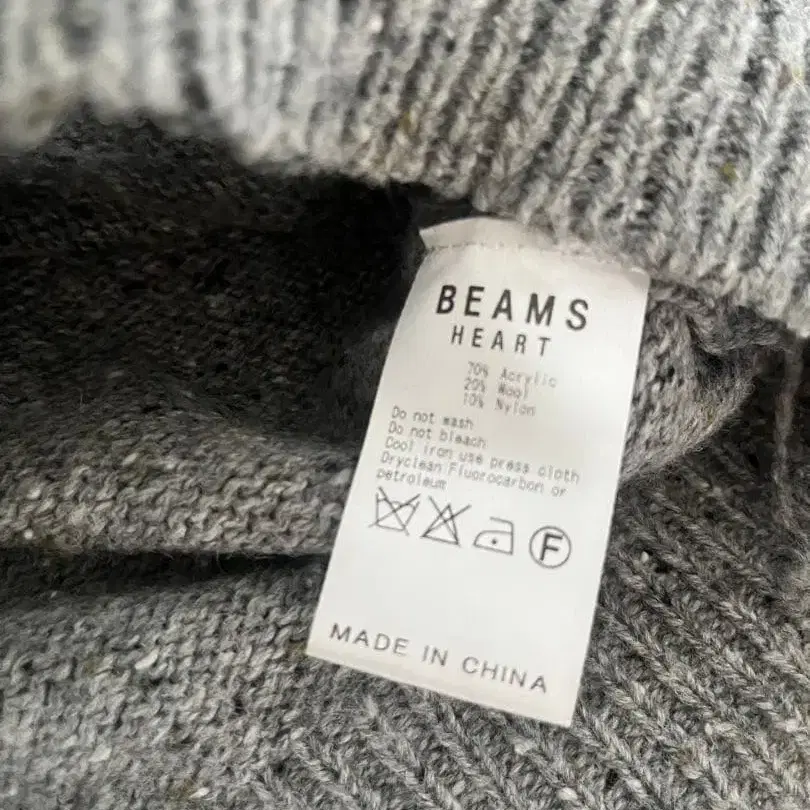 BEAMS
HEART
70% Acrylic
20% Wool
10% Nylon
Do not wash
Do not bleach
Cool iron use press cloth
Dryclean Fluorocarbon or
petroleum
F
MADE IN CHINA